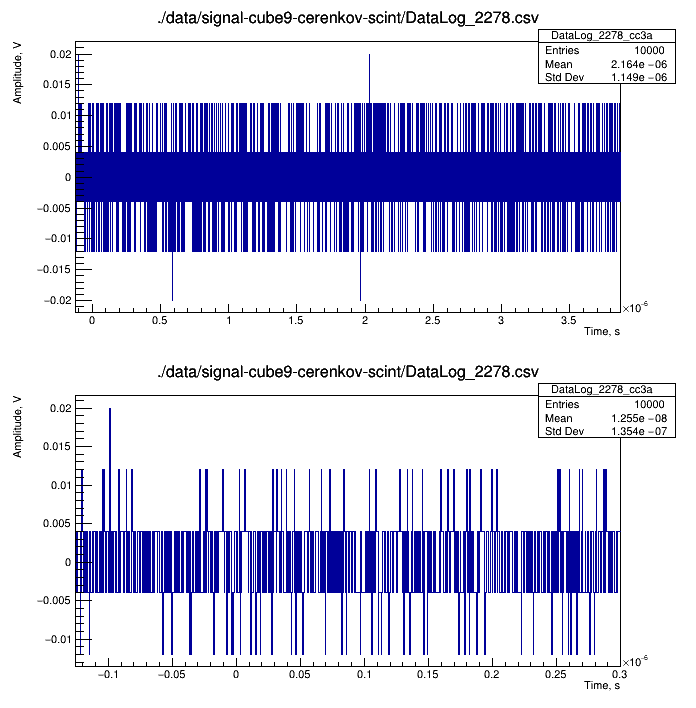 ./data/signal-cube9-cerenkov-scint/DataLog_2278.csv
DataLog_2278_cc3a
Entries 10000
Mean 2.164e −06
Std Dev 1.149e −06
Amplitude, V
0.02
0.015
0.01
0.005
0
−0.005
−0.01
−0.015
−0.02
0 0.5 1 1.5 2 2.5 3 3.5
×10⁻⁶
Time, s
./data/signal-cube9-cerenkov-scint/DataLog_2278.csv
DataLog_2278_cc3a
Entries 10000
Mean 1.255e −08
Std Dev 1.354e −07
Amplitude, V
0.02
0.015
0.01
0.005
0
−0.005
−0.01
−0.1 −0.05 0 0.05 0.1 0.15 0.2 0.25 0.3
×10⁻⁶
Time, s